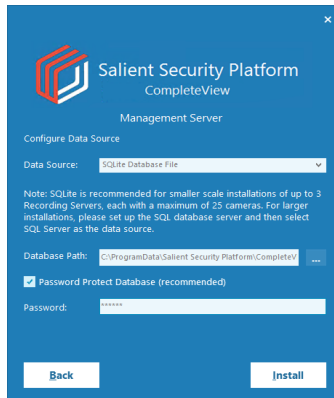 Salient Security Platform
CompleteView
Management Server
Configure Data Source
Data Source: SQLite Database File
Note: SQLite is recommended for smaller scale installations of up to 3
Recording Servers, each with a maximum of 25 cameras. For larger
installations, please set up the SQL database server and then select
SQL Server as the data source.
Database Path: C:\ProgramData\Salient Security Platform\CompleteV ...
Password Protect Database (recommended)
Password: ******
Back Install